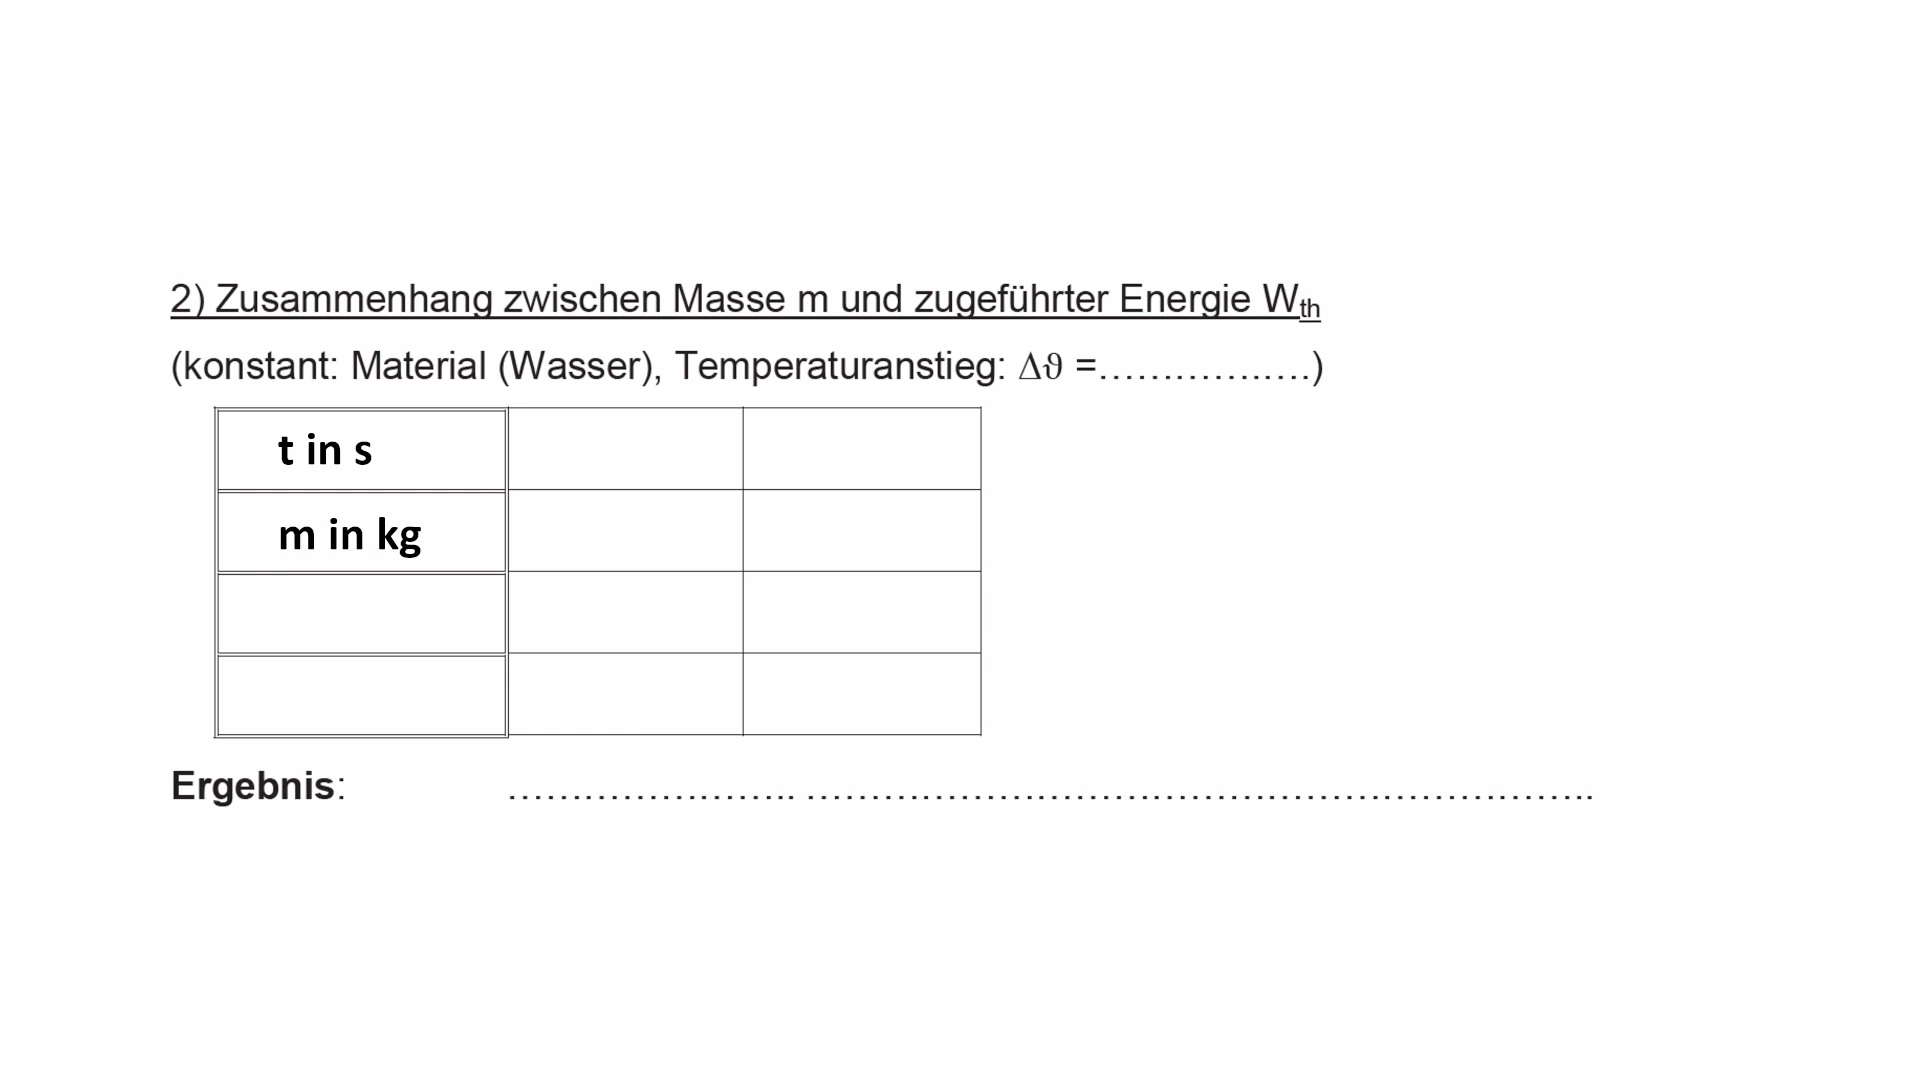 2) Zusammenhang zwischen Masse m und zugeführter Energie Wth
(konstant: Material (Wasser), Temperaturanstieg: Δϑ =……………….)
t in s
m in kg
Ergebnis: ………………….. …………………………………………………….